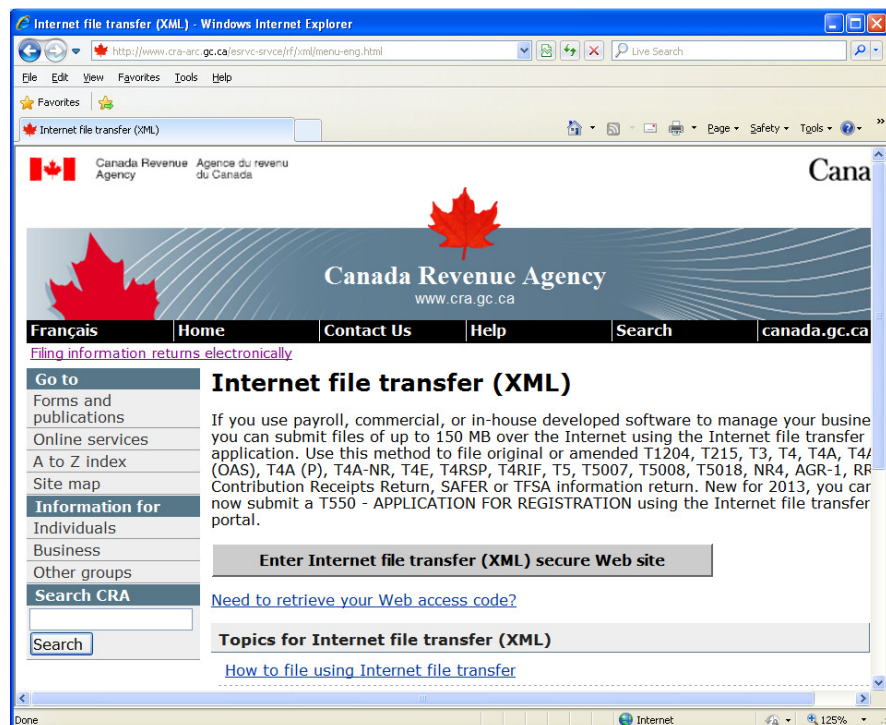 Internet file transfer (XML) - Windows Internet Explorer
http://www.cra-arc.gc.ca/esrvc-srvce/rf/xml/menu-eng.html
Live Search
File Edit View Favorites Tools Help
Favorites
Internet file transfer (XML)
Page Safety Tools
Canada Revenue Agency
Agence du revenu du Canada
Cana
Canada Revenue Agency
www.cra.gc.ca
Français Home Contact Us Help Search canada.gc.ca
Filing information returns electronically
Go to
Forms and
publications
Online services
A to Z index
Site map
Information for
Individuals
Business
Other groups
Search CRA
Search
Internet file transfer (XML)
If you use payroll, commercial, or in-house developed software to manage your busine
you can submit files of up to 150 MB over the Internet using the Internet file transfer
application. Use this method to file original or amended T1204, T215, T3, T4, T4A, T4A
(OAS), T4A (P), T4A-NR, T4E, T4RSP, T4RIF, T5, T5007, T5008, T5018, NR4, AGR-1, RR
Contribution Receipts Return, SAFER or TFSA information return. New for 2013, you can
now submit a T550 - APPLICATION FOR REGISTRATION using the Internet file transfer
portal.
Enter Internet file transfer (XML) secure Web site
Need to retrieve your Web access code?
Topics for Internet file transfer (XML)
How to file using Internet file transfer
Done Internet 125%